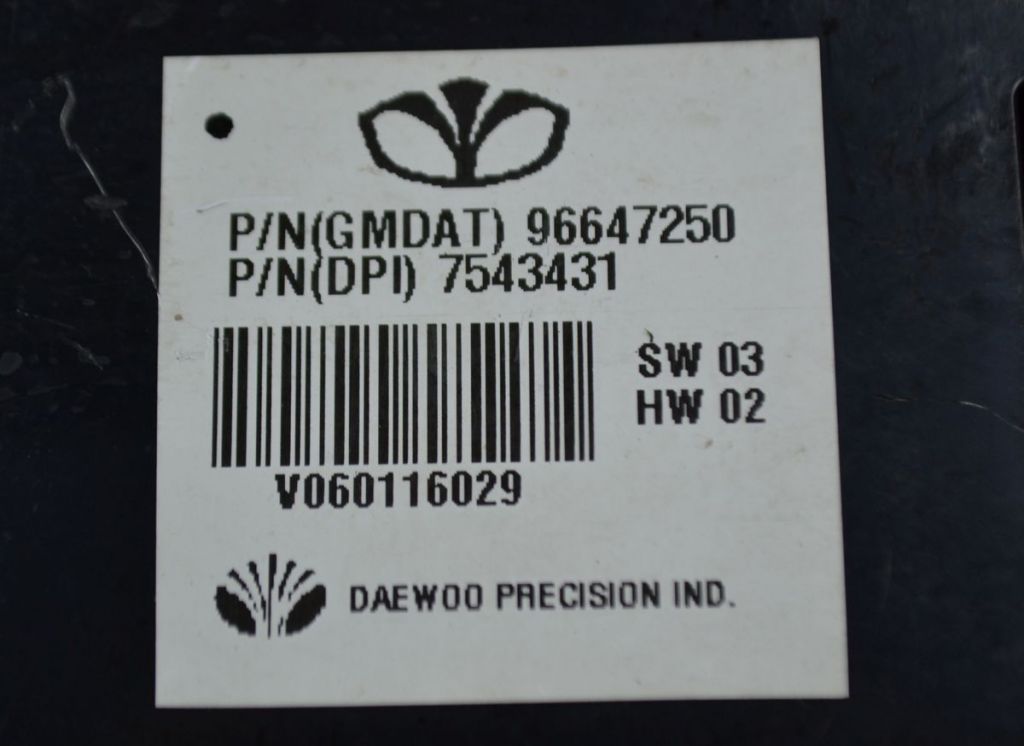 P/N(GMDAT) 96647250
P/N(DPI) 7543431
SW 03
HW 02
V060116029
DAEWOO PRECISION IND.